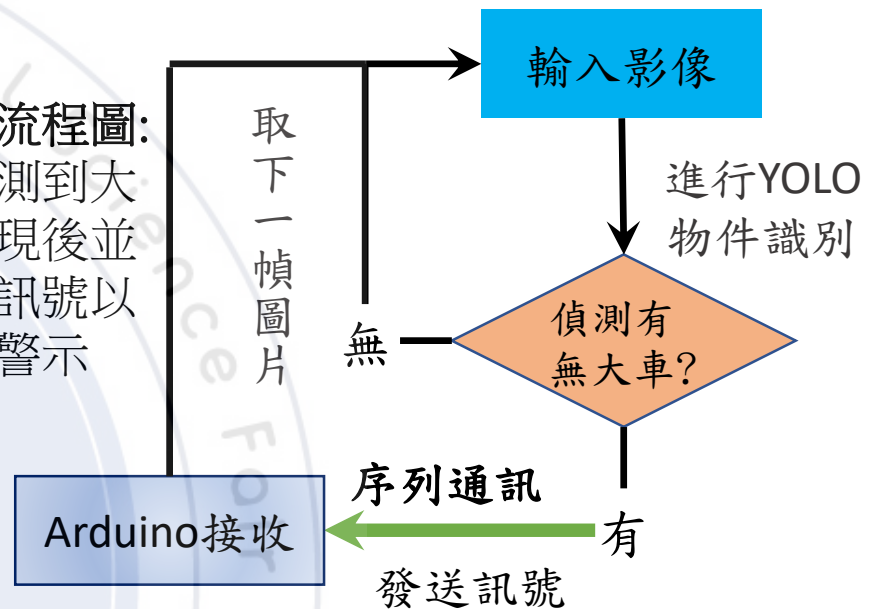 輸入影像
流程圖:
測到大
現後並
訊號以
警示
取下一幀圖片
進行YOLO
物件識別
偵測有
無大車?
無
有
序列通訊
發送訊號
Arduino接收
ience For